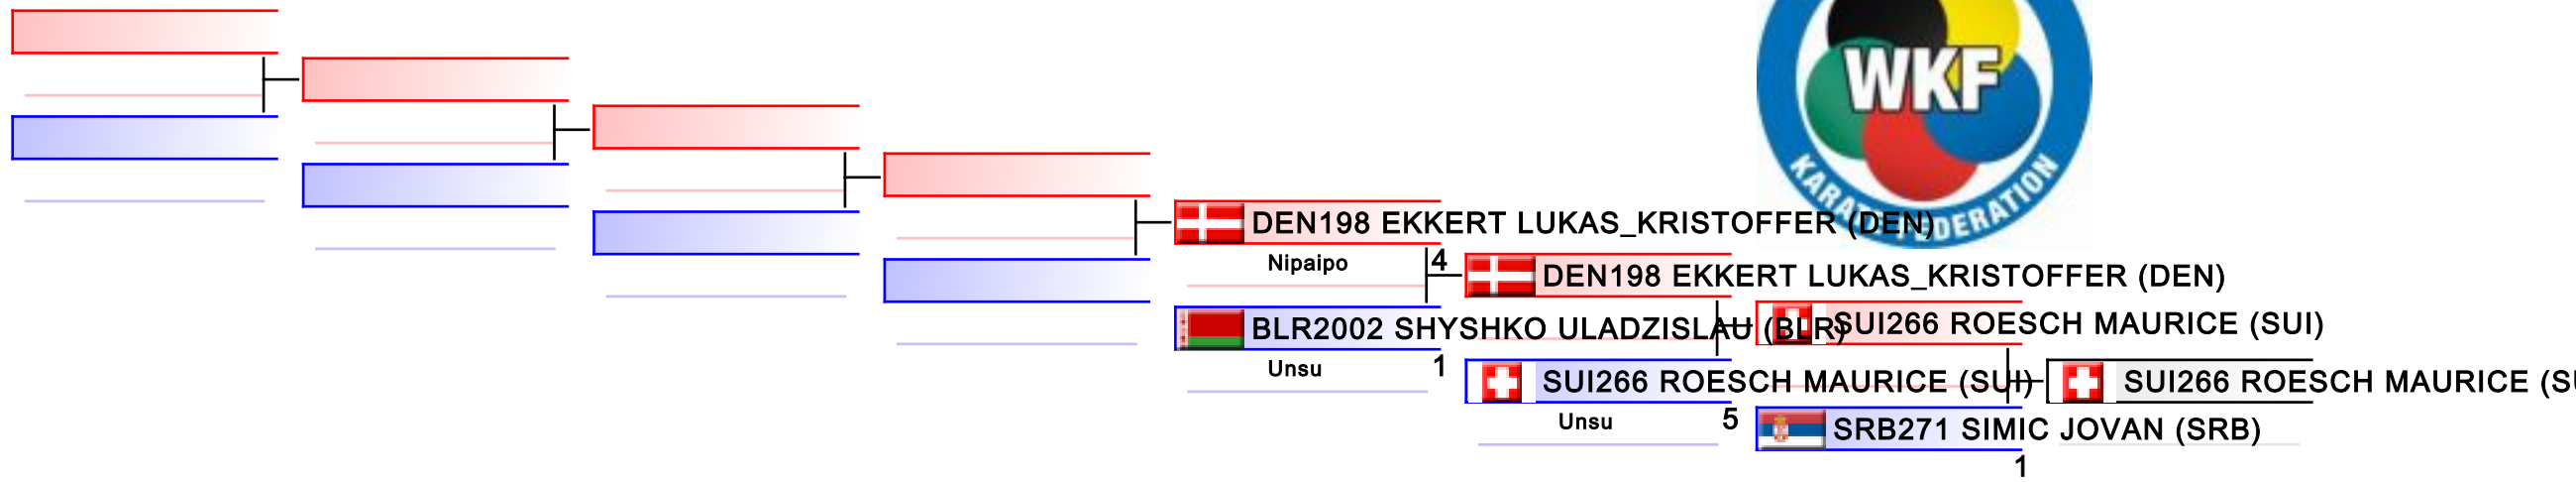 WKF
KARATE FEDERATION
DEN198 EKKERT LUKAS_KRISTOFFER (DEN)
Nipaipo
4
DEN198 EKKERT LUKAS_KRISTOFFER (DEN)
BLR2002 SHYSHKO ULADZISLAU (BLR)
SUI266 ROESCH MAURICE (SUI)
Unsu
1
SUI266 ROESCH MAURICE (SUI)
SUI266 ROESCH MAURICE
Unsu
5
SRB271 SIMIC JOVAN (SRB)
1